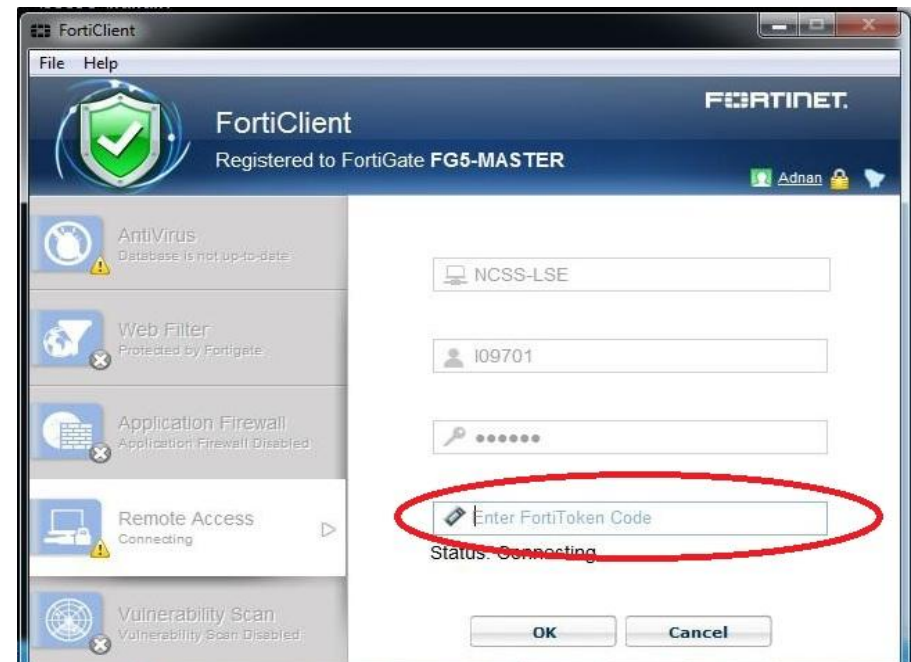 FortiClient
File Help
FORTINET.
FortiClient
Registered to FortiGate FG5-MASTER
Adnan
AntiVirus
Database is not up-to-date
Web Filter
Protected by Fortigate
Application Firewall
Application Firewall Disabled
Remote Access
Connecting
Vulnerability Scan
Vulnerability Scan Disabled
NCSS-LSE
I09701
Enter FortiToken Code
Status: Connecting
OK
Cancel